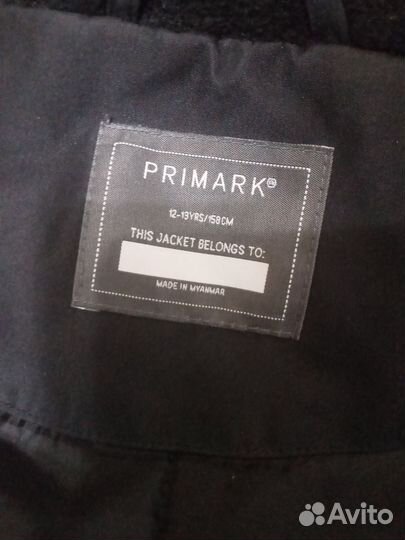 PRIMARK®
12-13YRS/158CM
THIS JACKET BELONGS TO:
MADE IN MYANMAR
Avito